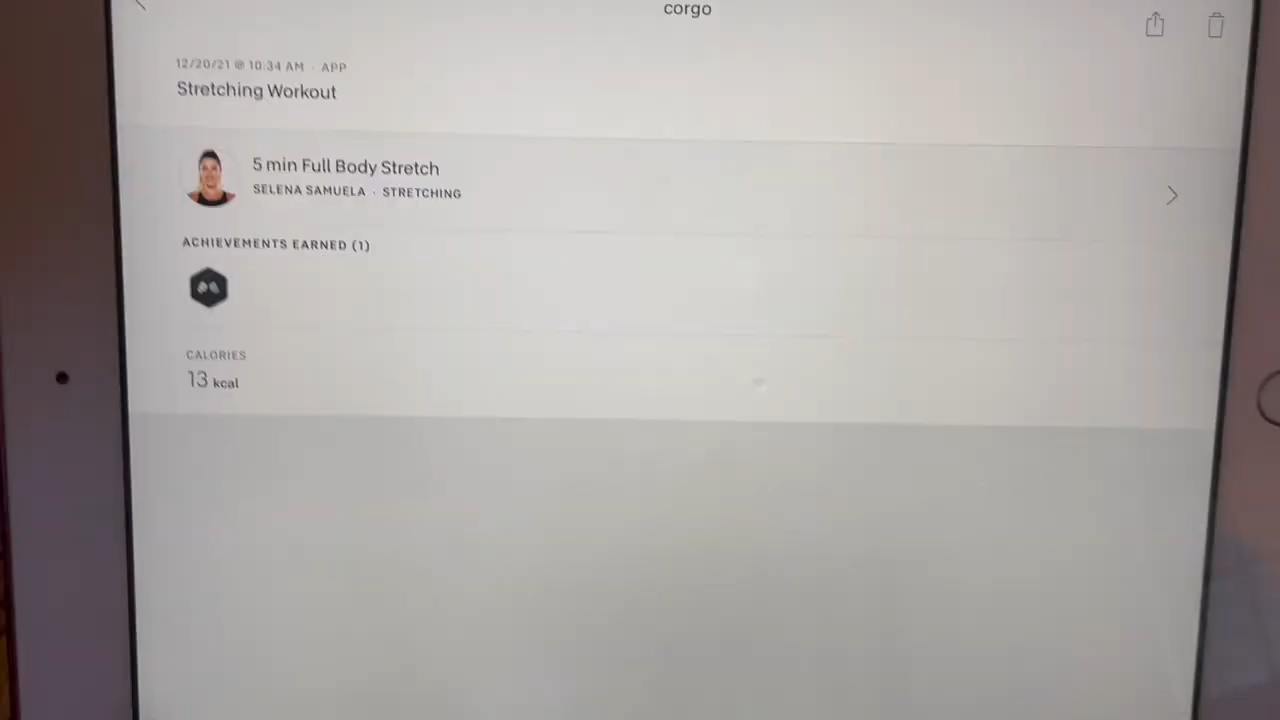 corgo
12/20/21 @ 10:34 AM · APP
Stretching Workout
5 min Full Body Stretch
SELENA SAMUELA · STRETCHING
ACHIEVEMENTS EARNED (1)
CALORIES
13 kcal